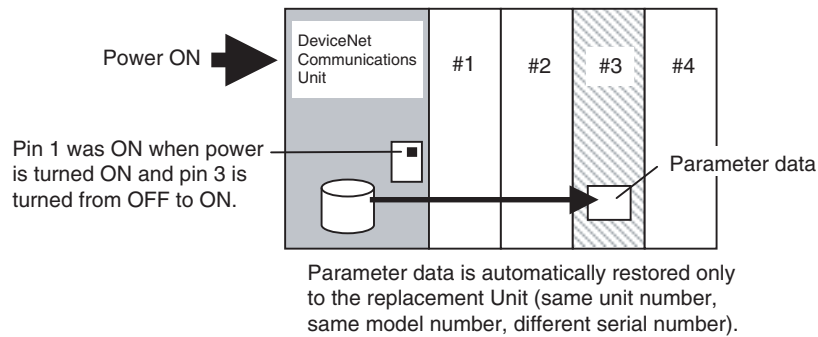 Power ON
DeviceNet
Communications
Unit
#1
#2
#3
#4
Pin 1 was ON when power
is turned ON and pin 3 is
turned from OFF to ON.
Parameter data
Parameter data is automatically restored only
to the replacement Unit (same unit number,
same model number, different serial number).